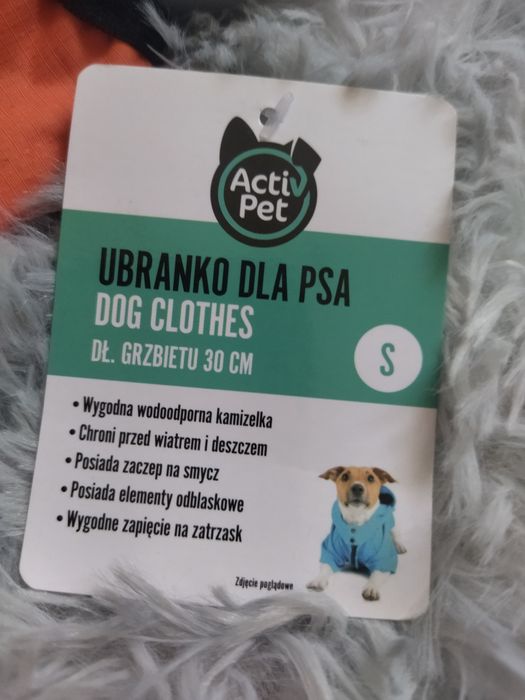 Activ
Pet
UBRANKO DLA PSA
DOG CLOTHES
DŁ. GRZBIETU 30 CM
S
• Wygodna wodoodporna kamizelka
• Chroni przed wiatrem i deszczem
• Posiada zaczep na smycz
• Posiada elementy odblaskowe
• Wygodne zapięcie na zatrzask
Zdjęcie poglądowe